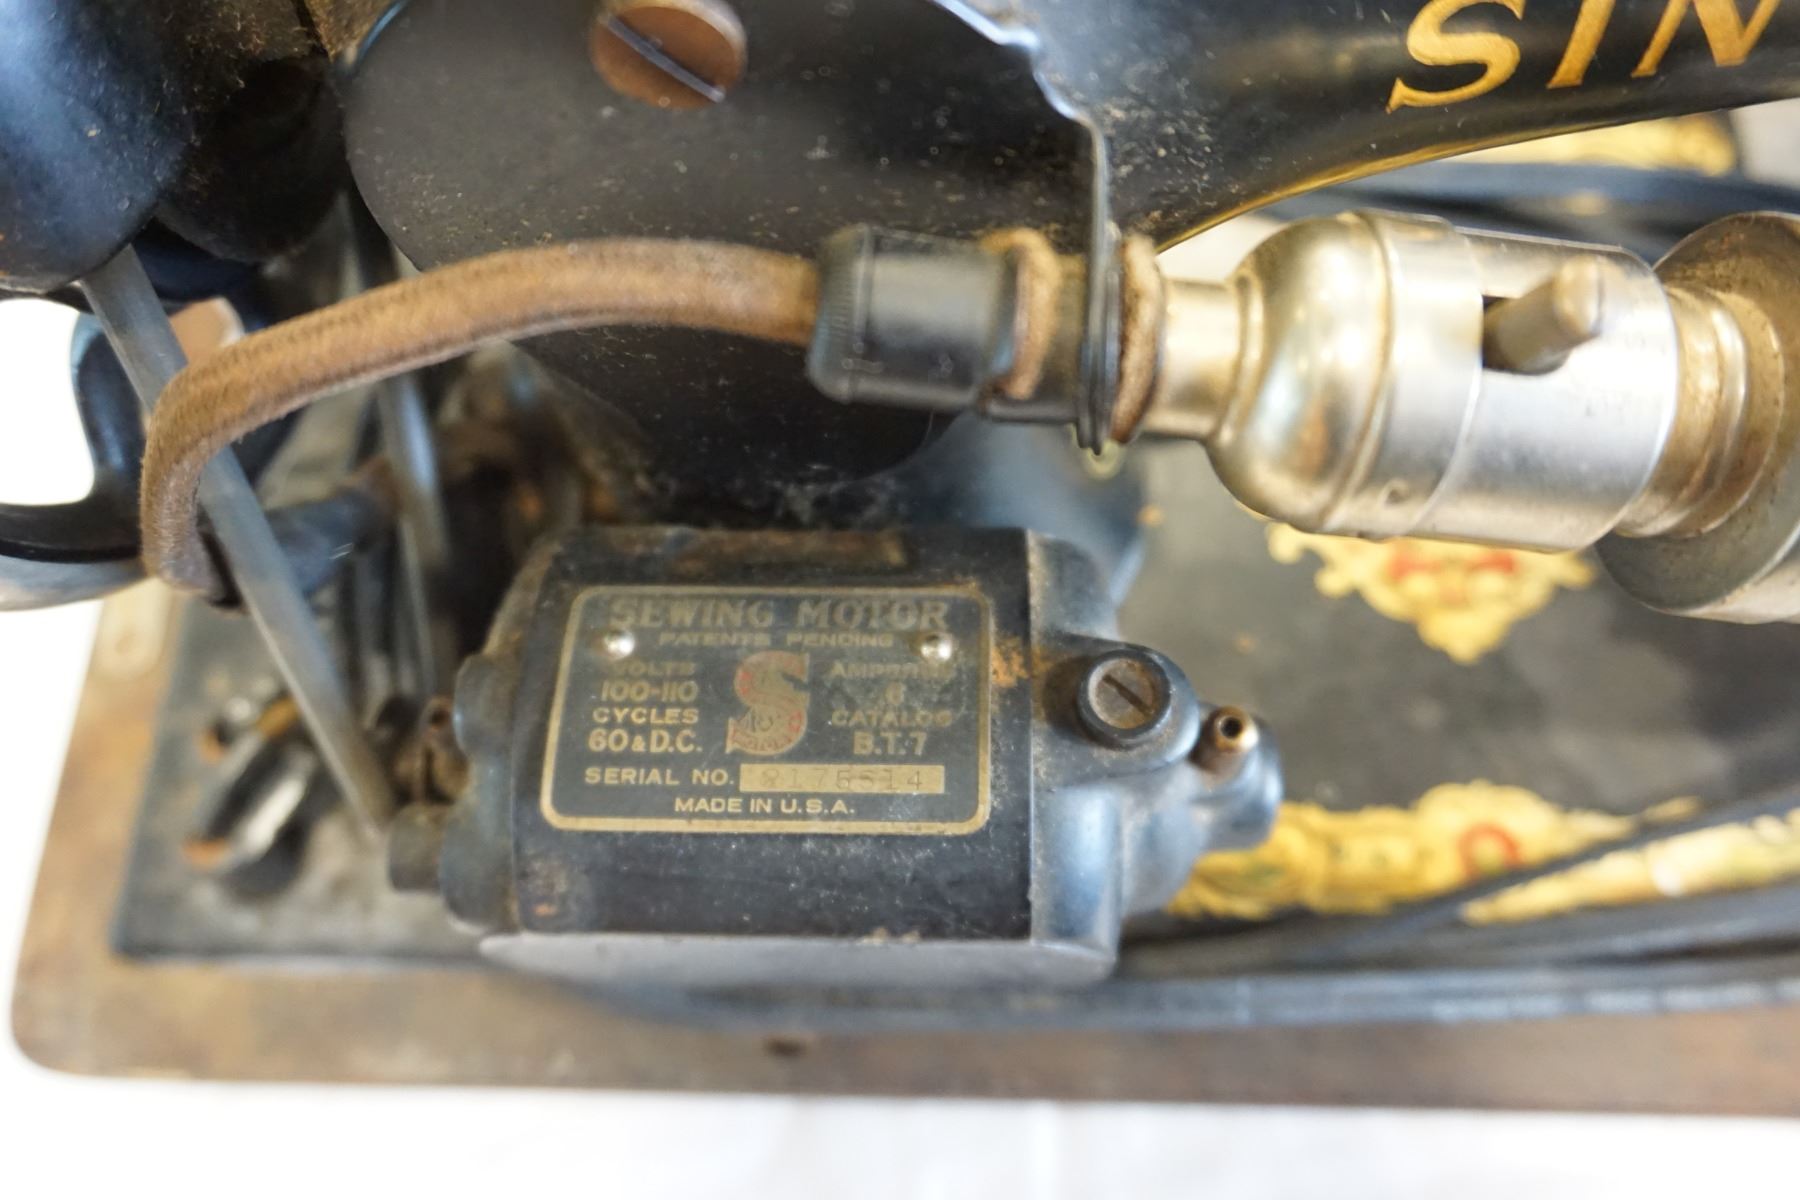 SIN
SEWING MOTOR
PATENTS PENDING
VOLTS
100-110
CYCLES
60 & D.C.
AMPERES
.6
CATALOG
B.T.7
SERIAL NO.
MADE IN U.S.A.